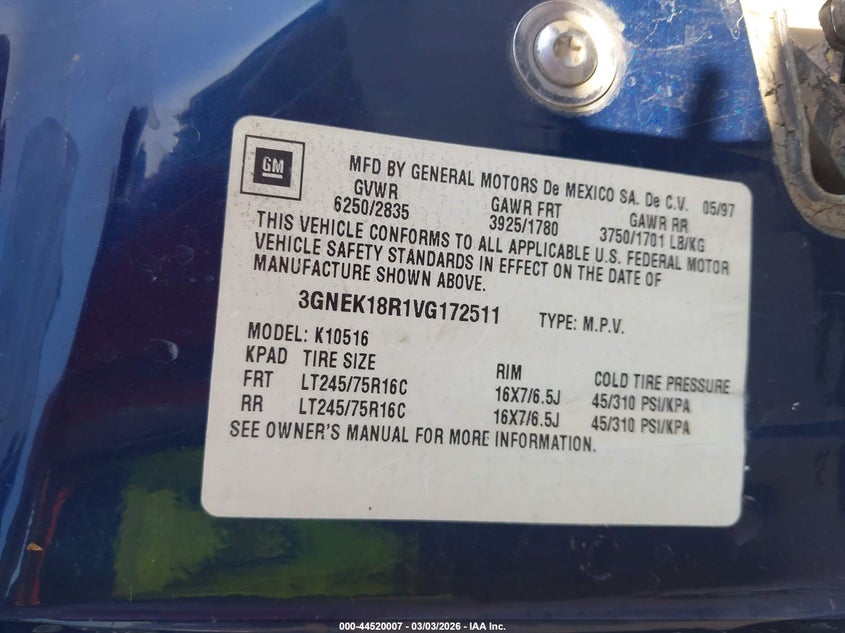 GM
MFD BY GENERAL MOTORS De MEXICO SA. De C.V. 05/97
GVWR GAWR FRT GAWR RR
6250/2835 3925/1780 3750/1701 LB/KG
THIS VEHICLE CONFORMS TO ALL APPLICABLE U.S. FEDERAL MOTOR
VEHICLE SAFETY STANDARDS IN EFFECT ON THE DATE OF
MANUFACTURE SHOWN ABOVE.
3GNEK18R1VG172511 TYPE: M.P.V.
MODEL: K10516
KPAD TIRE SIZE RIM COLD TIRE PRESSURE
FRT LT245/75R16C 16X7/6.5J 45/310 PSI/KPA
RR LT245/75R16C 16X7/6.5J 45/310 PSI/KPA
SEE OWNER'S MANUAL FOR MORE INFORMATION.
000-44520007 - 03/03/2026 - IAA Inc.